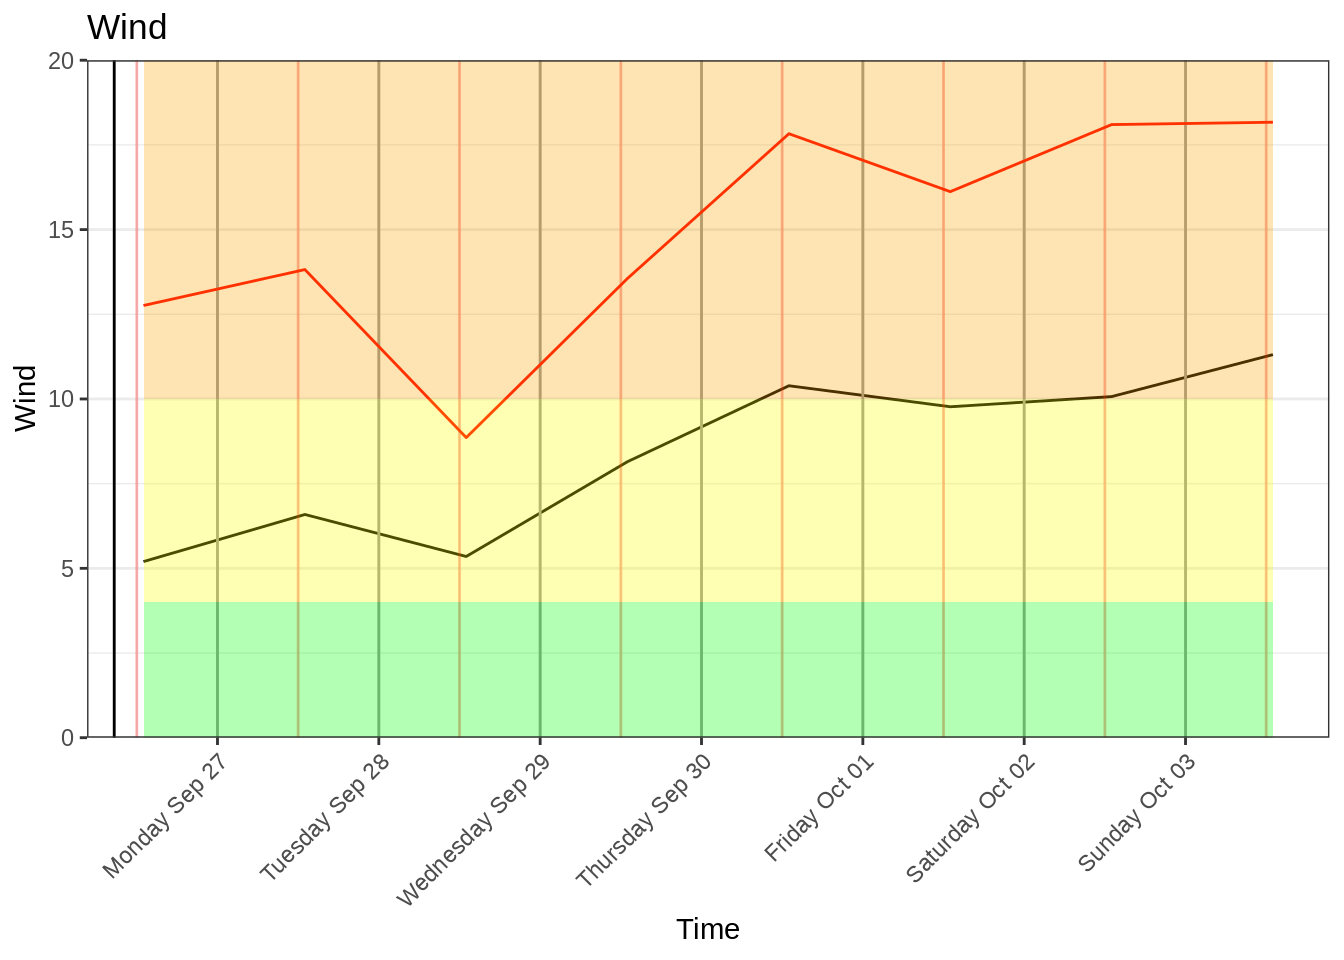 Wind
20
15
10
5
0
Wind
Monday Sep 27
Tuesday Sep 28
Wednesday Sep 29
Thursday Sep 30
Friday Oct 01
Saturday Oct 02
Sunday Oct 03
Time